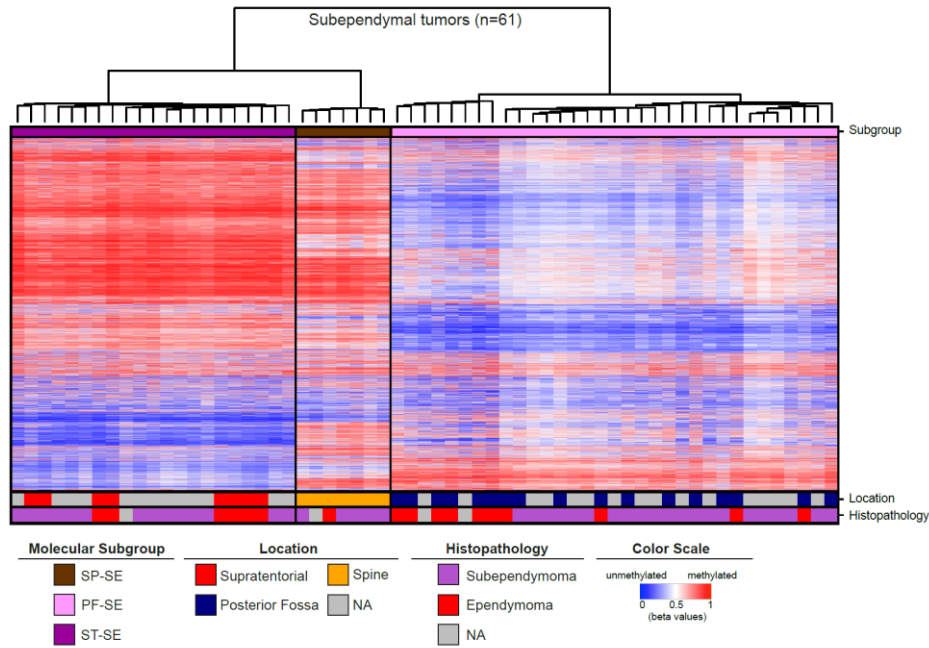 Subependymal tumors (n=61)
Subgroup
Location
Histopathology
Molecular Subgroup
SP-SE
PF-SE
ST-SE
Location
Supratentorial
Spine
Posterior Fossa
NA
Histopathology
Subependymoma
Ependymoma
NA
Color Scale
unmethylated methylated
0 0.5 1
(beta values)